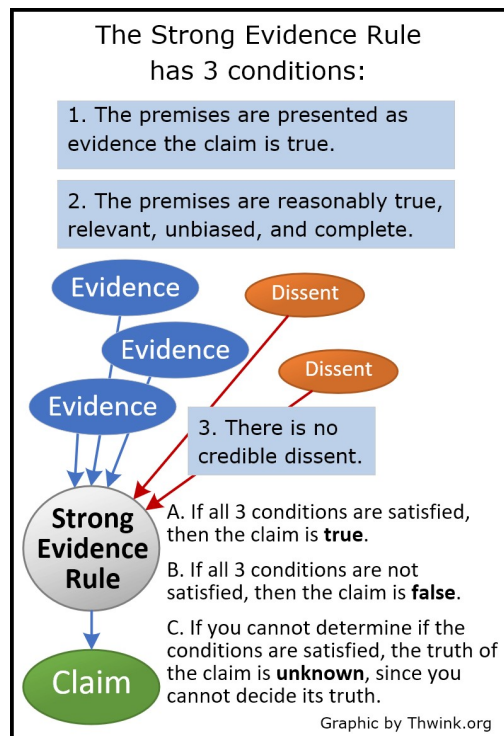 The Strong Evidence Rule
has 3 conditions:
1. The premises are presented as
evidence the claim is true.
2. The premises are reasonably true,
relevant, unbiased, and complete.
Evidence
Dissent
Evidence
Dissent
Evidence
3. There is no
credible dissent.
Strong
Evidence
Rule
A. If all 3 conditions are satisfied,
then the claim is true.
B. If all 3 conditions are not
satisfied, then the claim is false.
C. If you cannot determine if the
conditions are satisfied, the truth of
the claim is unknown, since you
cannot decide its truth.
Claim
Graphic by Thwink.org